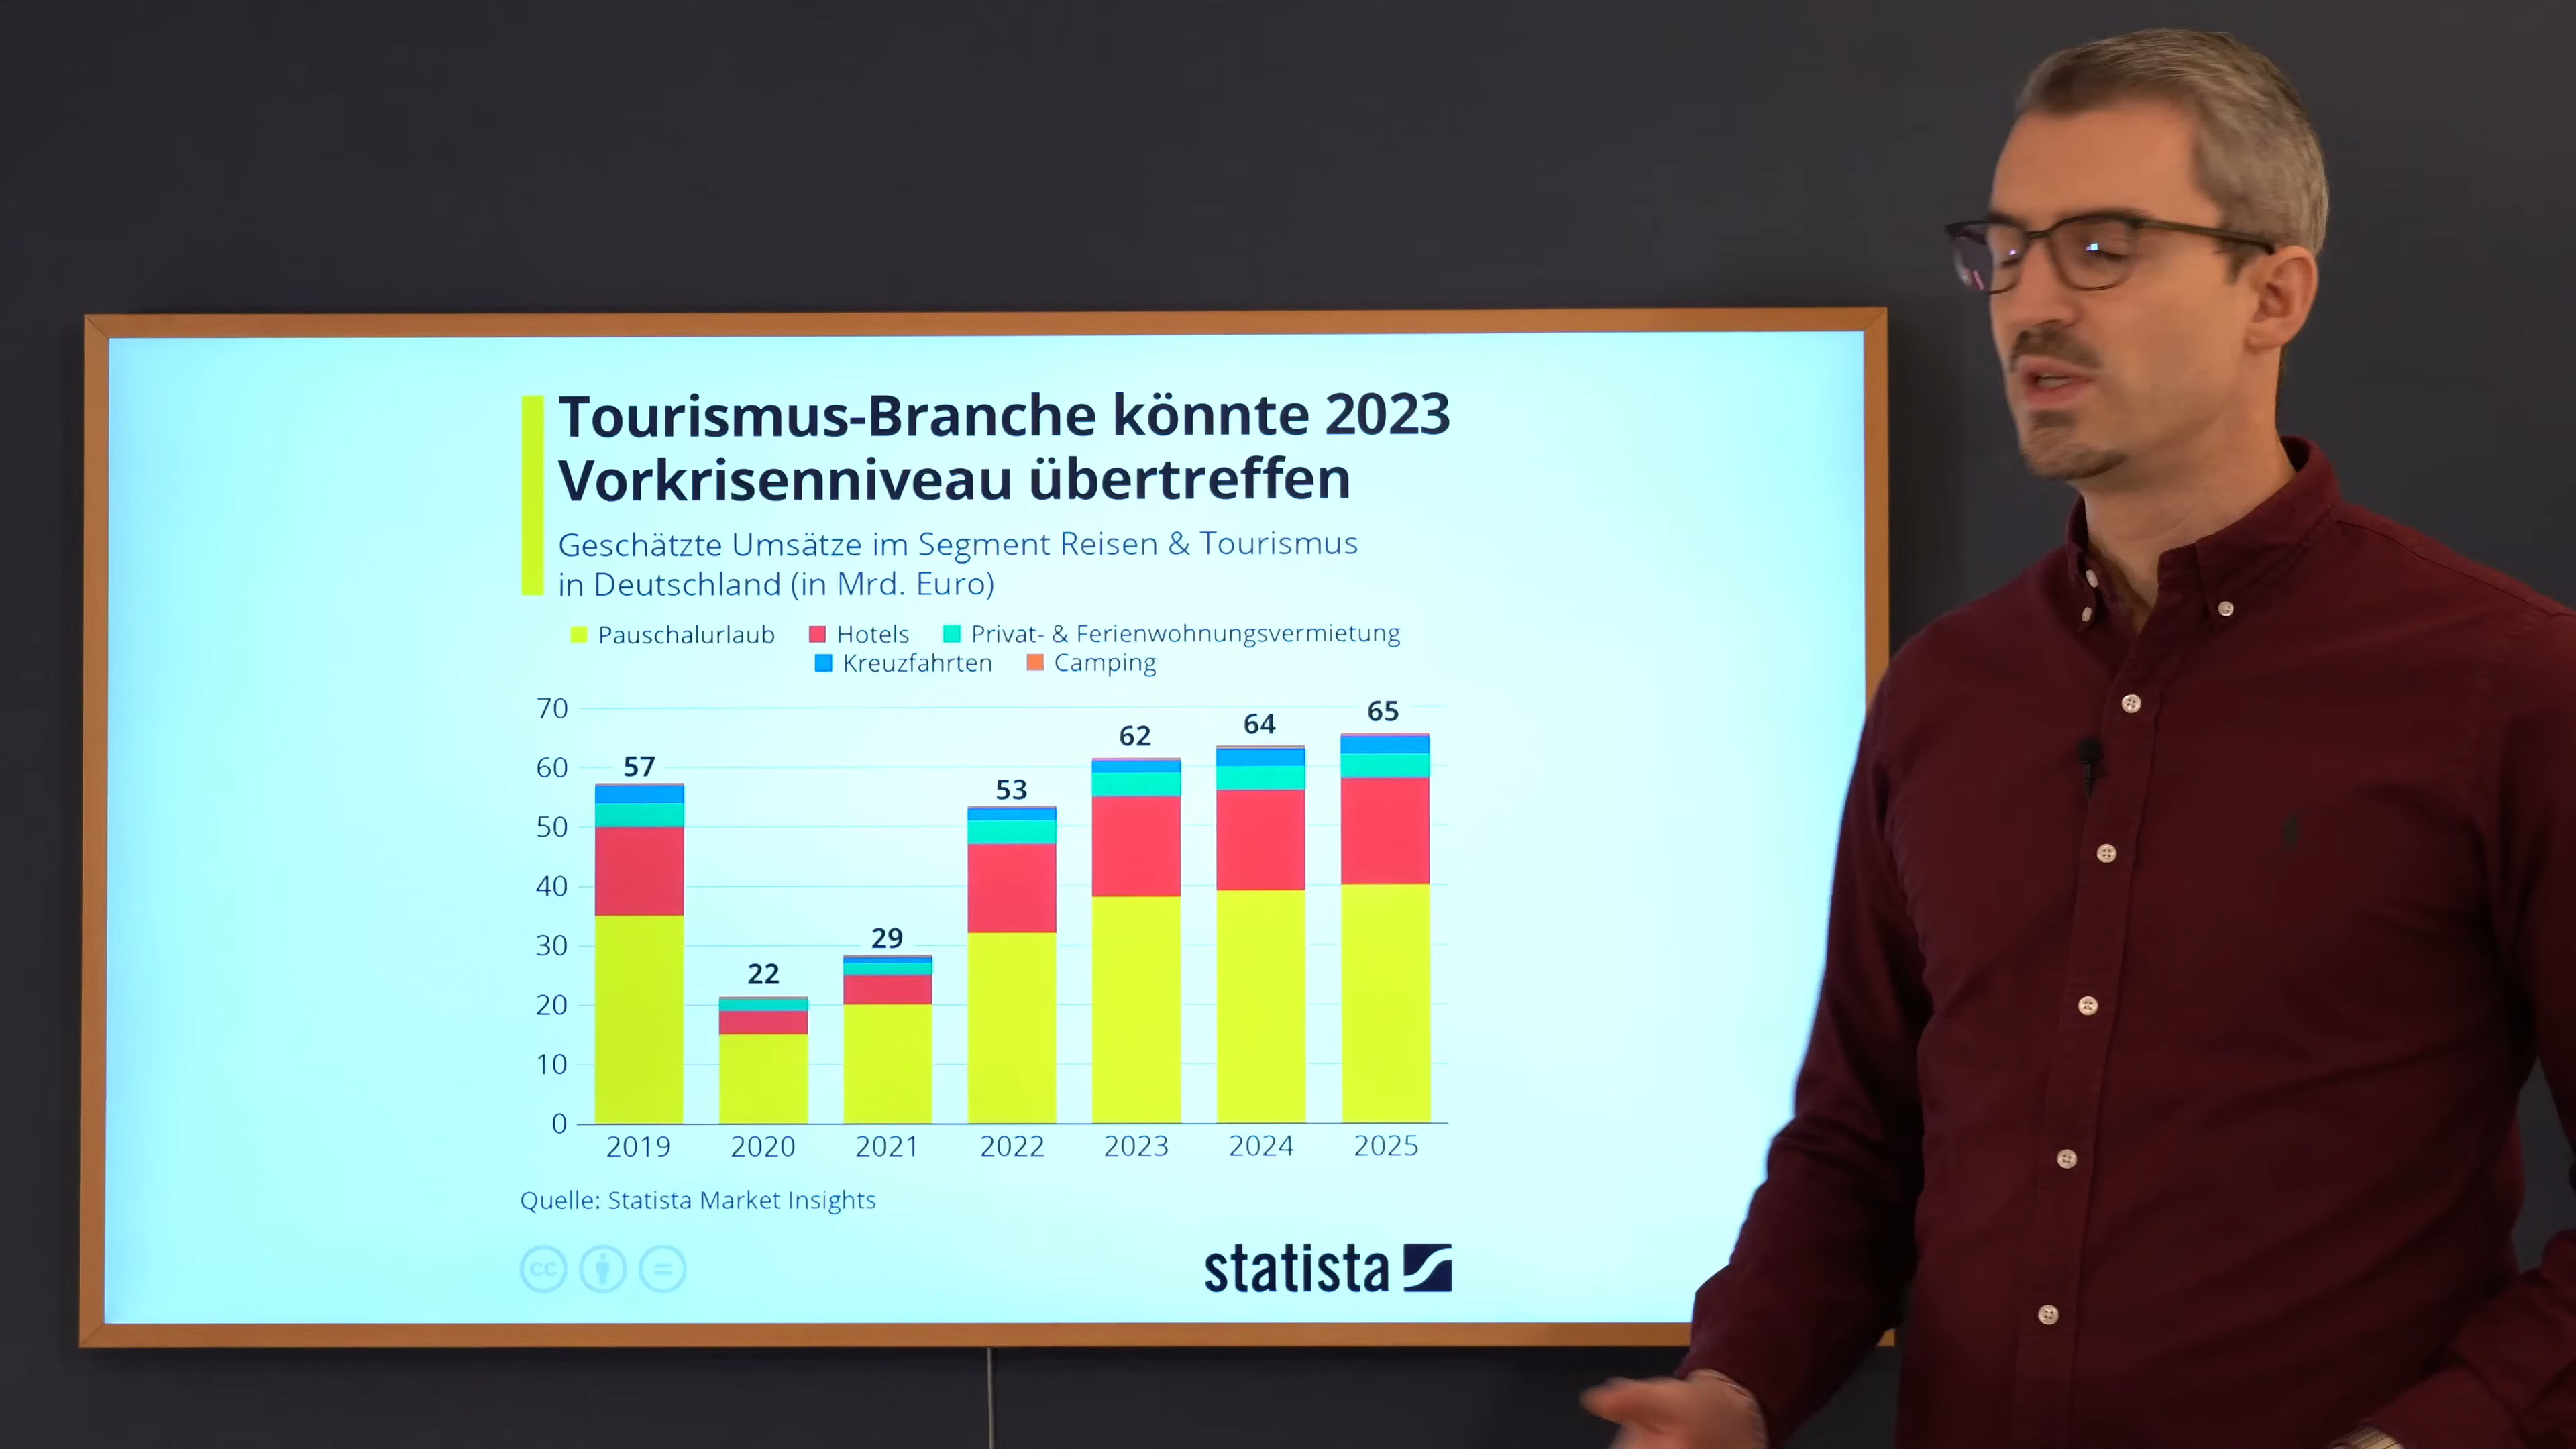 Tourismus-Branche könnte 2023
Vorkrisenniveau übertreffen
Geschätzte Umsätze im Segment Reisen & Tourismus
in Deutschland (in Mrd. Euro)
Pauschalurlaub Hotels Privat- & Ferienwohnungsvermietung
Kreuzfahrten Camping
70
60
50
40
30
20
10
0
57
22
29
53
62
64
65
2019 2020 2021 2022 2023 2024 2025
Quelle: Statista Market Insights
cc
statista